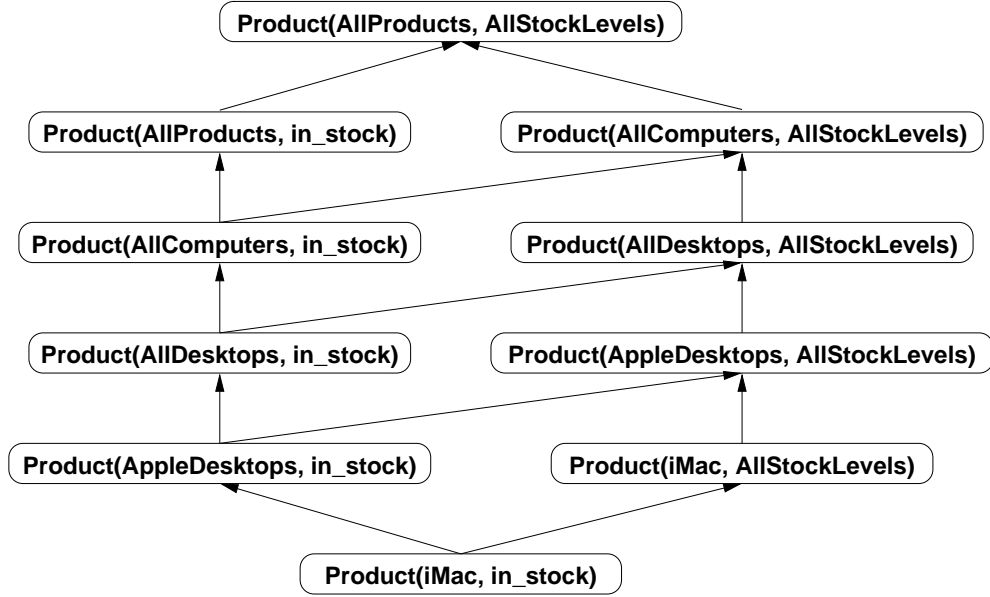 Product(AllProducts, AllStockLevels)
Product(AllProducts, in_stock)
Product(AllComputers, AllStockLevels)
Product(AllComputers, in_stock)
Product(AllDesktops, AllStockLevels)
Product(AllDesktops, in_stock)
Product(AppleDesktops, AllStockLevels)
Product(AppleDesktops, in_stock)
Product(iMac, AllStockLevels)
Product(iMac, in_stock)